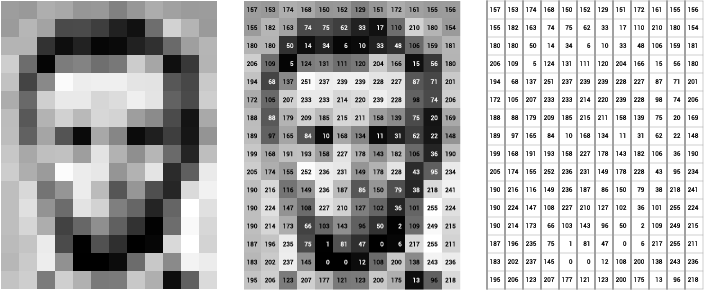 157 153 174 168 150 152 129 151 172 161 155 156
155 182 163 74 75 62 33 17 110 210 180 154
180 180 50 14 34 6 10 33 48 106 159 181
206 109 5 124 131 111 120 204 166 15 56 180
194 68 137 251 237 239 239 228 227 87 71 201
172 105 207 233 233 214 220 239 228 98 74 206
188 88 179 209 185 215 211 158 139 75 20 169
189 97 165 84 10 168 134 11 31 62 22 148
199 168 191 193 158 227 178 143 182 106 36 190
205 174 155 252 236 231 149 178 228 43 95 234
190 216 116 149 236 187 86 150 79 38 218 241
190 224 147 108 227 210 127 102 36 101 255 224
190 214 173 66 103 143 96 50 2 109 249 215
187 196 235 75 1 81 47 0 6 217 255 211
183 202 237 145 0 0 12 108 200 138 243 236
195 206 123 207 177 121 123 200 175 13 96 218
157 153 174 168 150 152 129 151 172 161 155 156
155 182 163 74 75 62 33 17 110 210 180 154
180 180 50 14 34 6 10 33 48 106 159 181
206 109 5 124 131 111 120 204 166 15 56 180
194 68 137 251 237 239 239 228 227 87 71 201
172 105 207 233 233 214 220 239 228 98 74 206
188 88 179 209 185 215 211 158 139 75 20 169
189 97 165 84 10 168 134 11 31 62 22 148
199 168 191 193 158 227 178 143 182 106 36 190
205 174 155 252 236 231 149 178 228 43 95 234
190 216 116 149 236 187 86 150 79 38 218 241
190 224 147 108 227 210 127 102 36 101 255 224
190 214 173 66 103 143 96 50 2 109 249 215
187 196 235 75 1 81 47 0 6 217 255 211
183 202 237 145 0 0 12 108 200 138 243 236
195 206 123 207 177 121 123 200 175 13 96 218